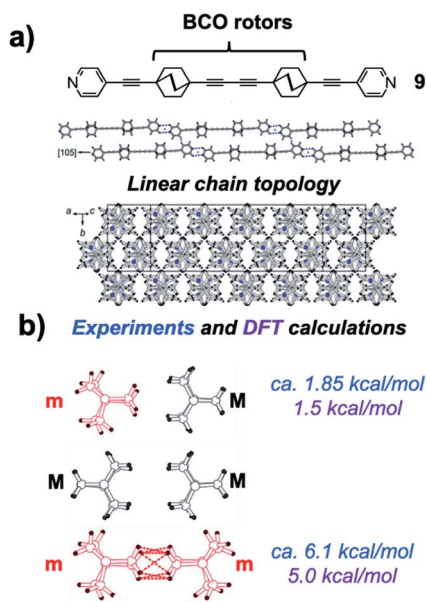 BCO rotors
a)
N
N
9
[105]
Linear chain topology
a
c
b
b)
Experiments and DFT calculations
m
M
ca. 1.85 kcal/mol
1.5 kcal/mol
M
M
m
m
ca. 6.1 kcal/mol
5.0 kcal/mol